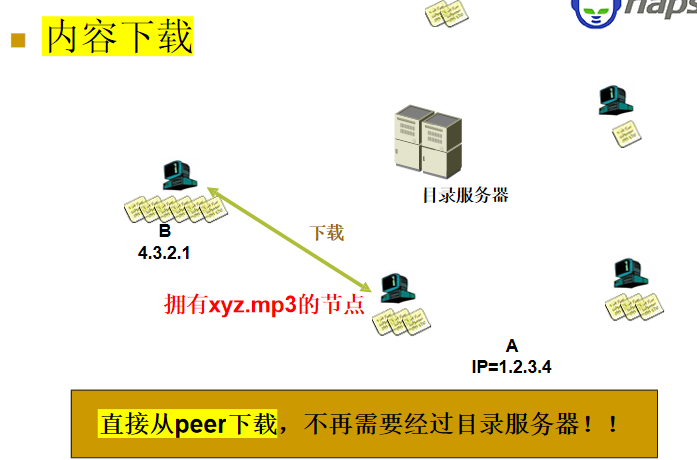 内容下载
目录服务器
B
4.3.2.1
下载
拥有xyz.mp3的节点
A
IP=1.2.3.4
直接从peer下载，不再需要经过目录服务器！！